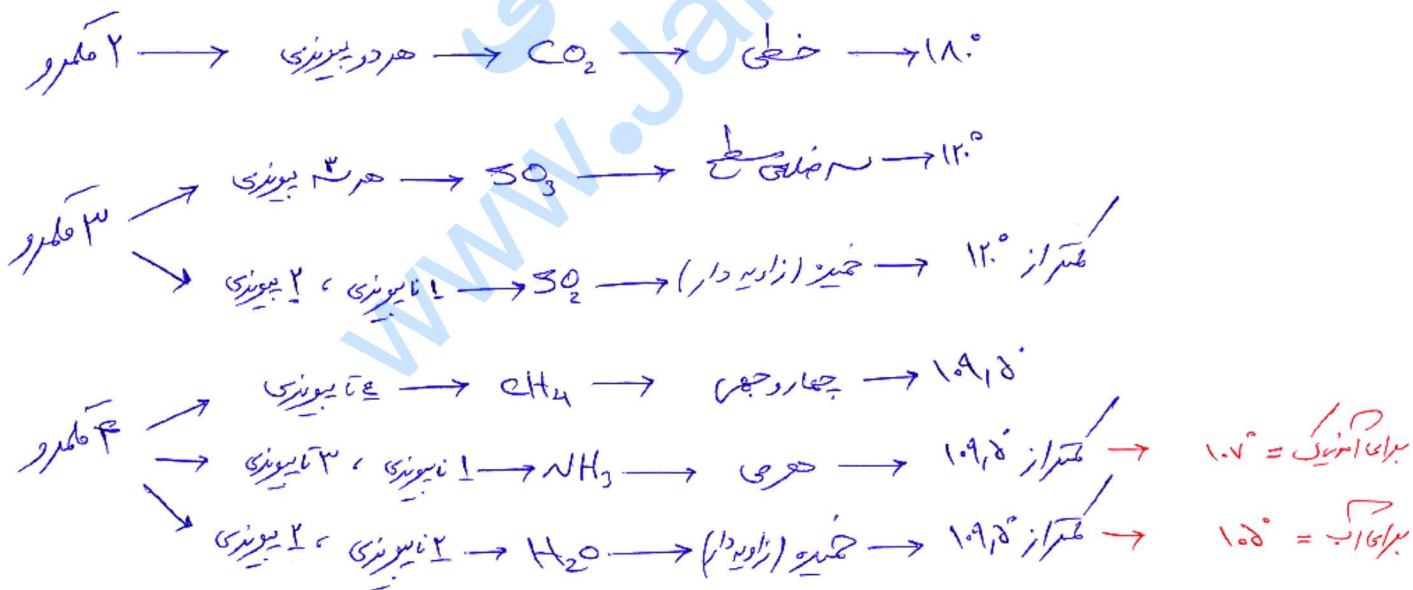 ۲ قلمرو → هر دو پیوندی → CO₂ → خطی → ۱۸۰°
هر سه ۳ پیوندی → SO₃ → سه ضلعی مسطح → ۱۲۰°
۳ قلمرو
۱ ناپیوندی ، ۲ پیوندی → SO₂ → خمیده (زاویه دار) → کمتر از ۱۲۰°
۴ تا پیوندی → CH₄ → چهاروجهی → ۱۰۹,۵°
۴ قلمرو → ۱ ناپیوندی ، ۳ تا پیوندی → NH₃ → هرمی → کمتر از ۱۰۹,۵° → برای آمونیاک = ۱۰۷°
۲ ناپیوندی ، ۲ پیوندی → H₂O → خمیده (زاویه دار) → کمتر از ۱۰۹,۵° → برای آب = ۱۰۵°
www.Ja